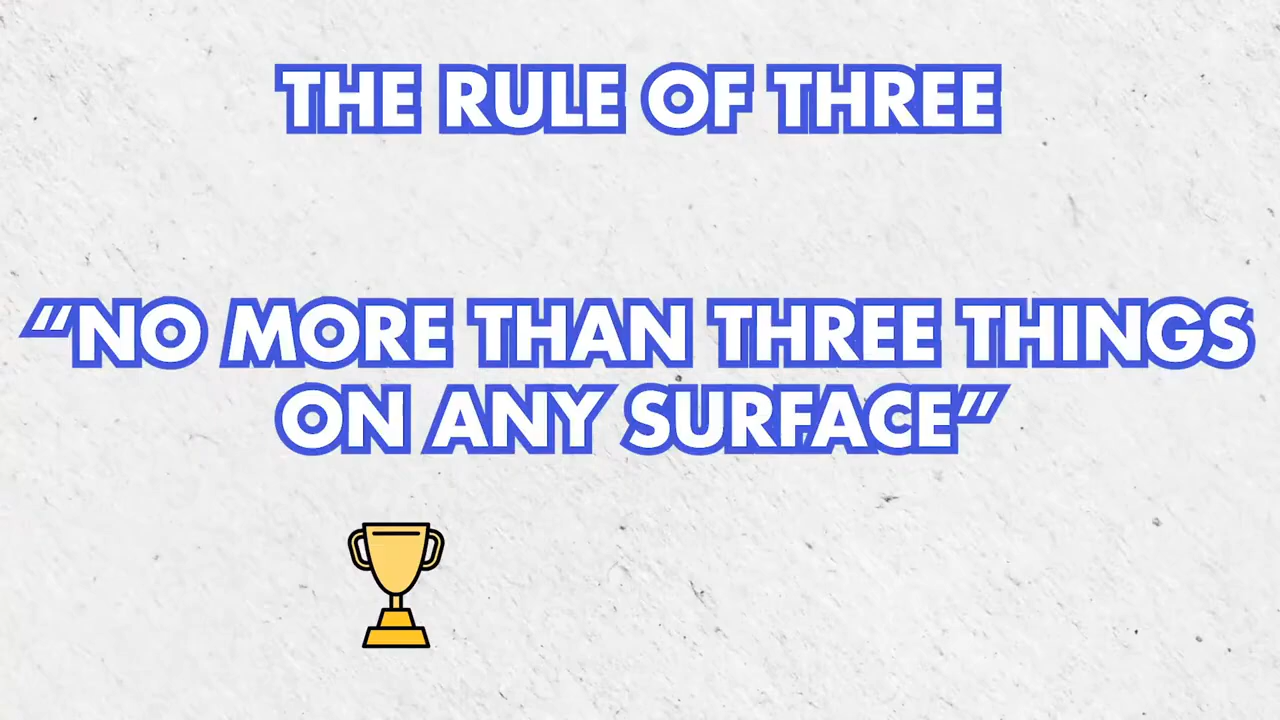 THE RULE OF THREE
“NO MORE THAN THREE THINGS
ON ANY SURFACE”